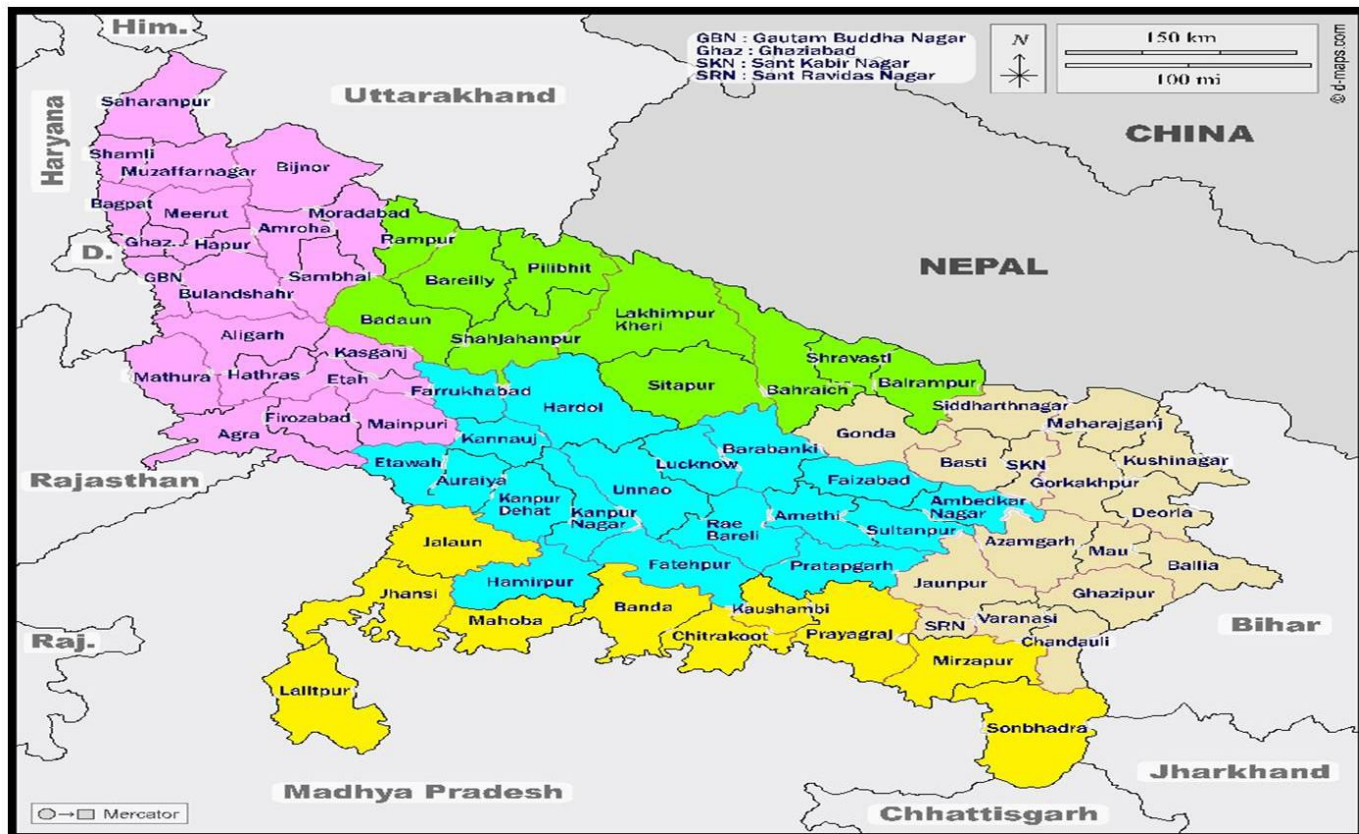 Him.
GBN : Gautam Buddha Nagar
Ghaz : Ghaziabad
SKN : Sant Kabir Nagar
SRN : Sant Ravidas Nagar
N
150 km
100 mi
© d-maps.com
Uttarakhand
Haryana
CHINA
Saharanpur
Shamli
Muzaffarnagar
Bijnor
Bagpat
Meerut
Moradabad
Amroha
Rampur
D.
Ghaz.
Hapur
Sambhal
GBN
Bulandshahr
Bareilly
Pilibhit
NEPAL
Badaun
Lakhimpur
Kheri
Aligarh
Shahjahanpur
Kasganj
Shravasti
Mathura
Hathras
Etah
Farrukhabad
Sitapur
Bahraich
Balrampur
Hardoi
Siddharthnagar
Firozabad
Mainpuri
Maharajganj
Agra
Kannauj
Gonda
Barabanki
Etawah
Lucknow
Basti
SKN
Kushinagar
Rajasthan
Auraiya
Unnao
Faizabad
Gorkakhpur
Kanpur
Dehat
Kanpur
Nagar
Rae
Bareli
Amethi
Ambedkar
Nagar
Deoria
Sultanpur
Jalaun
Azamgarh
Mau
Ballia
Fatehpur
Pratapgarh
Hamirpur
Jaunpur
Ghazipur
Jhansi
Banda
Kaushambi
Mahoba
Chitrakoot
Prayagraj
SRN
Varanasi
Bihar
Raj.
Chandauli
Mirzapur
Lalitpur
Sonbhadra
Madhya Pradesh
Jharkhand
Chhattisgarh
Mercator